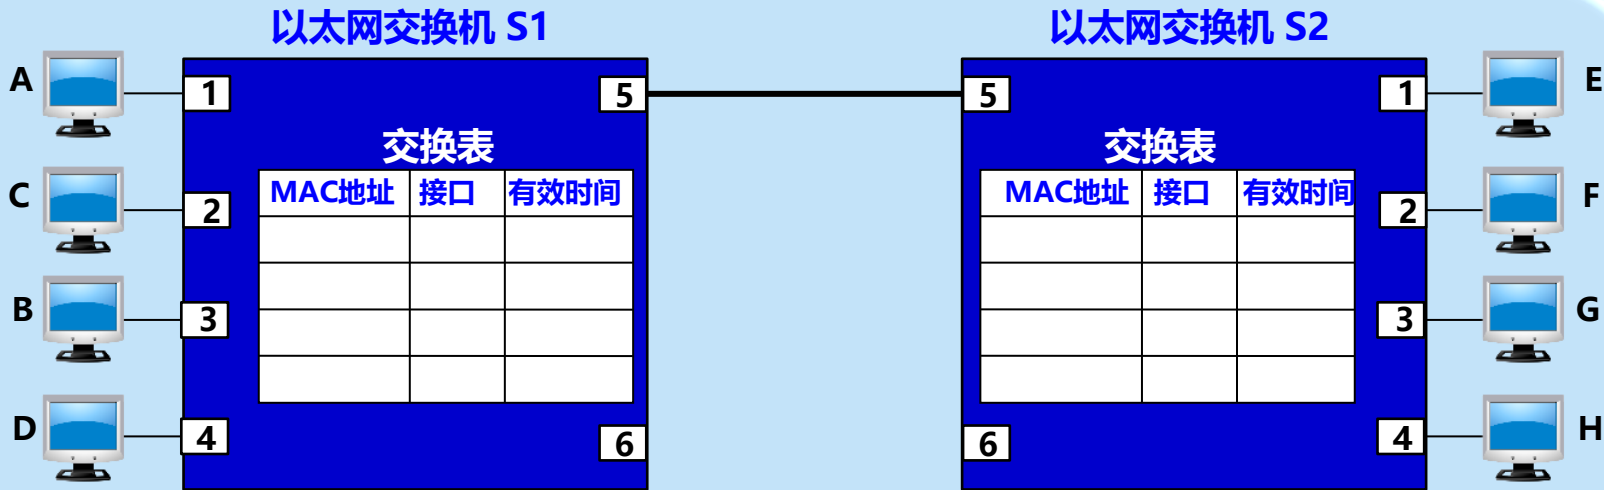 以太网交换机 S1
以太网交换机 S2
A
1
5
5
1
E
交换表
交换表
MAC地址 接口 有效时间
MAC地址 接口 有效时间
C
2
2
F
B
3
3
G
D
4
6
6
4
H